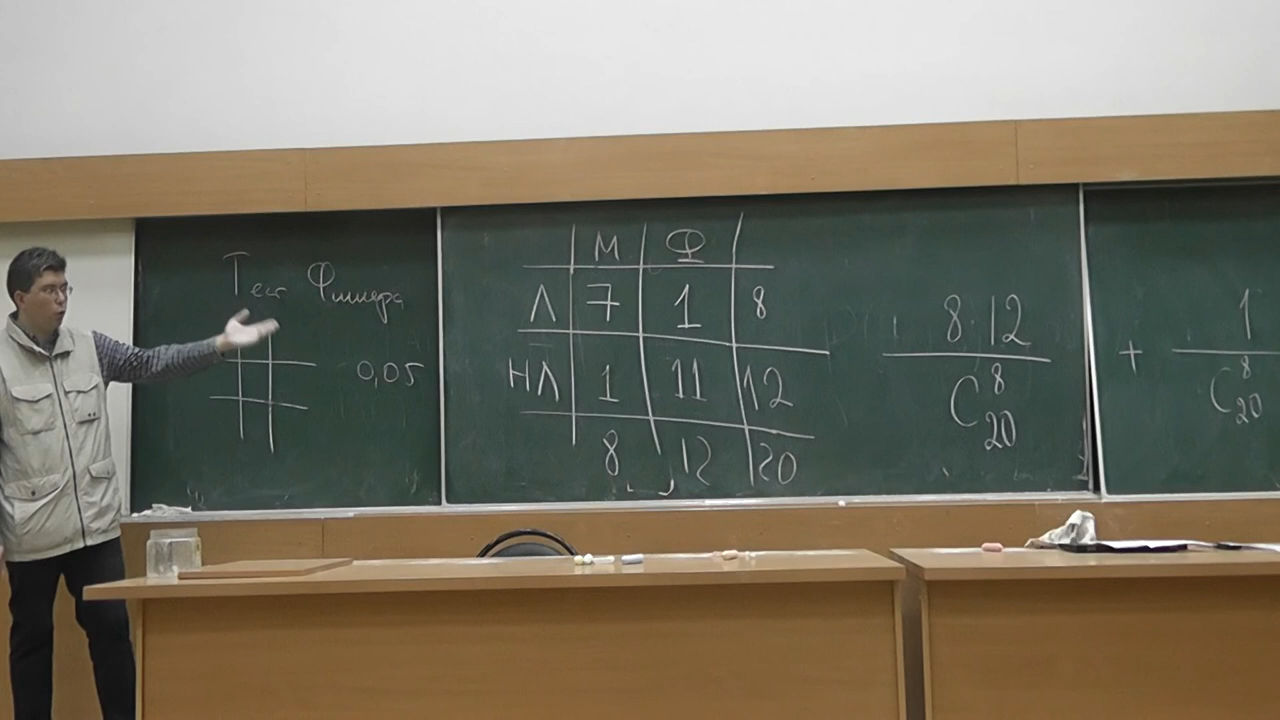 Тест Фишера
0,05
М Ф
Л 7 1 8
НЛ 1 11 12
8 12 20
8·12
C 8 20
+ 1
C 8 20